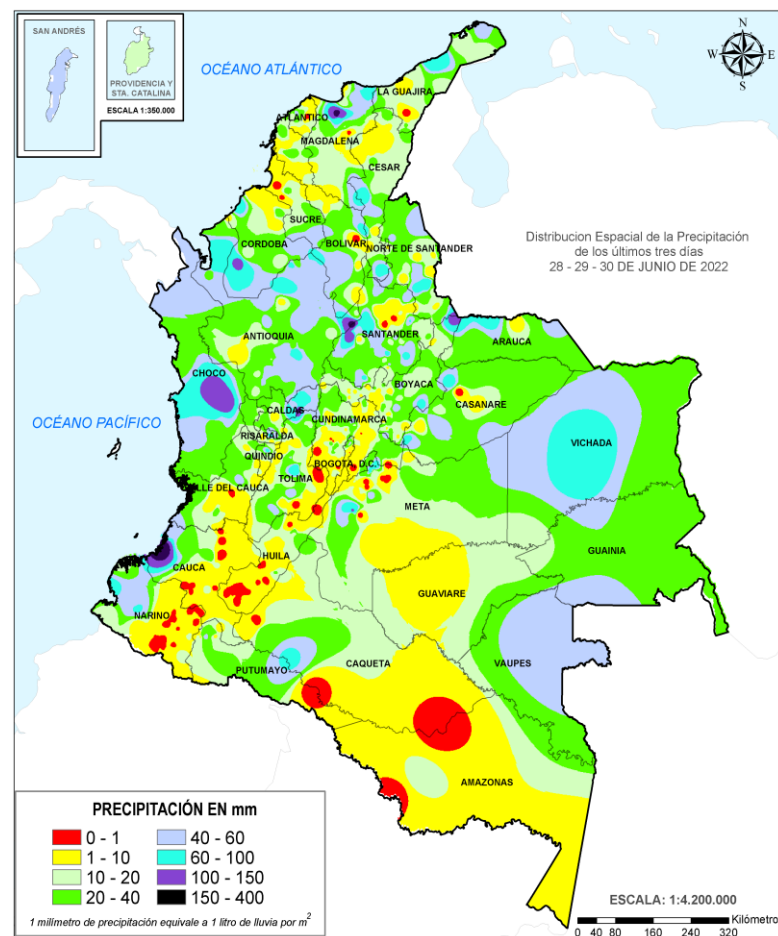 SAN ANDRÉS
PROVIDENCIA Y
STA. CATALINA
ESCALA 1:350.000
OCÉANO ATLÁNTICO
N
W
E
S
LA GUAJIRA
ATLANTICO
MAGDALENA
CESAR
SUCRE
CORDOBA
BOLIVAR
NORTE DE SANTANDER
Distribucion Espacial de la Precipitación
de los últimos tres días
28 - 29 - 30 DE JUNIO DE 2022
ANTIOQUIA
SANTANDER
ARAUCA
CHOCO
BOYACA
CASANARE
CALDAS
CUNDINAMARCA
OCÉANO PACÍFICO
RISARALDA
VICHADA
QUINDIO
BOGOTA, D.C.
TOLIMA
VALLE DEL CAUCA
META
GUAINIA
HUILA
CAUCA
GUAVIARE
NARINO
VAUPES
CAQUETA
PUTUMAYO
AMAZONAS
PRECIPITACIÓN EN mm
0 - 1
40 - 60
1 - 10
60 - 100
10 - 20
100 - 150
20 - 40
150 - 400
1 milímetro de precipitación equivale a 1 litro de lluvia por m2
ESCALA: 1:4.200.000
Kilómetro
0 40 80 160 240 320